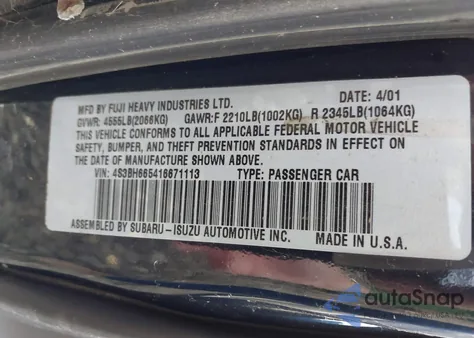 MFD BY FUJI HEAVY INDUSTRIES LTD. DATE: 4/01
GVWR: 4555LB(2066KG) GAWR:F 2210LB(1002KG) R 2345LB(1064KG)
THIS VEHICLE CONFORMS TO ALL APPLICABLE FEDERAL MOTOR VEHICLE
SAFETY, BUMPER, AND THEFT PREVENTION STANDARDS IN EFFECT ON
THE DATE OF MANUFACTURE SHOWN ABOVE.
VIN: 4S3BH665416671113 TYPE: PASSENGER CAR
ASSEMBLED BY SUBARU-ISUZU AUTOMOTIVE INC. MADE IN U.S.A.
autoSnap